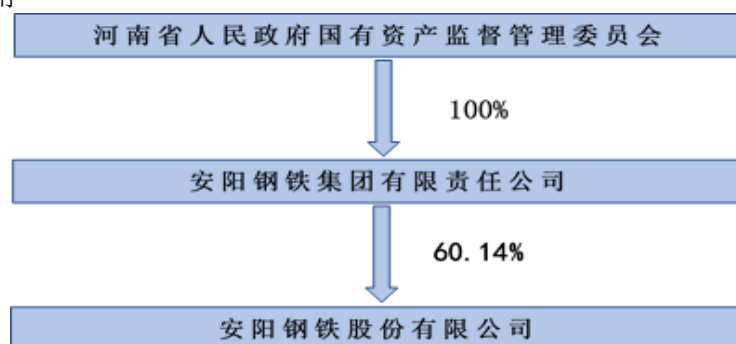 河南省人民政府国有资产监督管理委员会
100%
安阳钢铁集团有限责任公司
60.14%
安阳钢铁股份有限公司